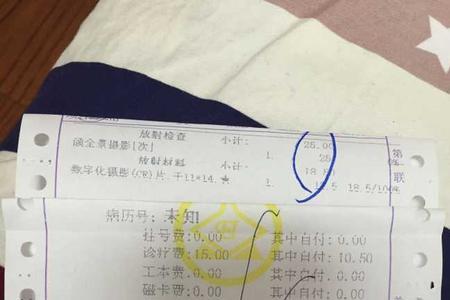 放射检查 小计: 25.00
颌全景摄影[次] 1. 25
放射材料 小计: 18.5
数字化摄影(CR)片.干11*14.★ 1. 18.5/100%
第
联
病历号: 未知
挂号费:0.00 其中自付: 0.00
诊疗费:15.00 其中自付: 10.50
工本费:0.00 其中自付: 0.00
磁卡费:0.00 其中自付: 0.00